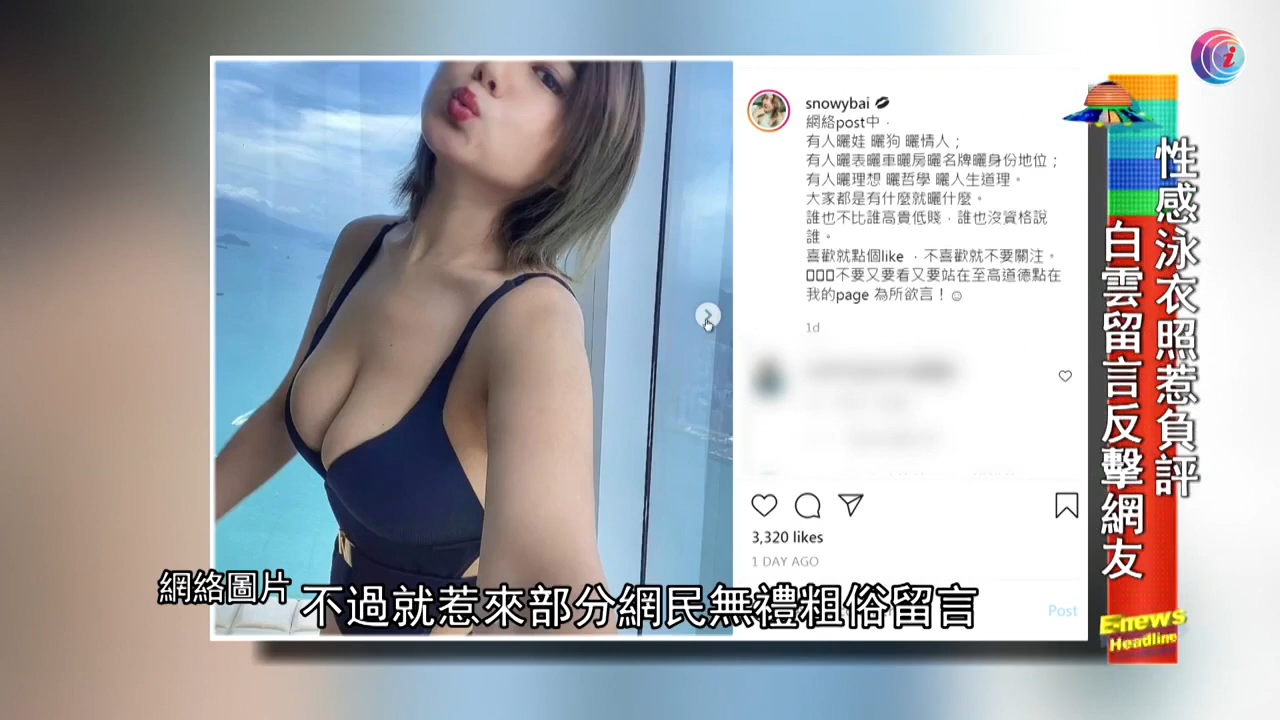 snowybai
網絡post中，
有人曬娃 曬狗 曬情人；
有人曬表曬車曬房曬名牌曬身份地位；
有人曬理想 曬哲學 曬人生道理。
大家都是有什麼就曬什麼。
誰也不比誰高貴低賤，誰也沒資格說
誰。
喜歡就點個like ，不喜歡就不要關注。
不要又要看又要站在至高道德點在
我的page 為所欲言！
1d
3,320 likes
1 DAY AGO
Post
性感泳衣照惹負評
白雲留言反擊網友
E-news
Headline
網絡圖片
不過就惹來部分網民無禮粗俗留言
i